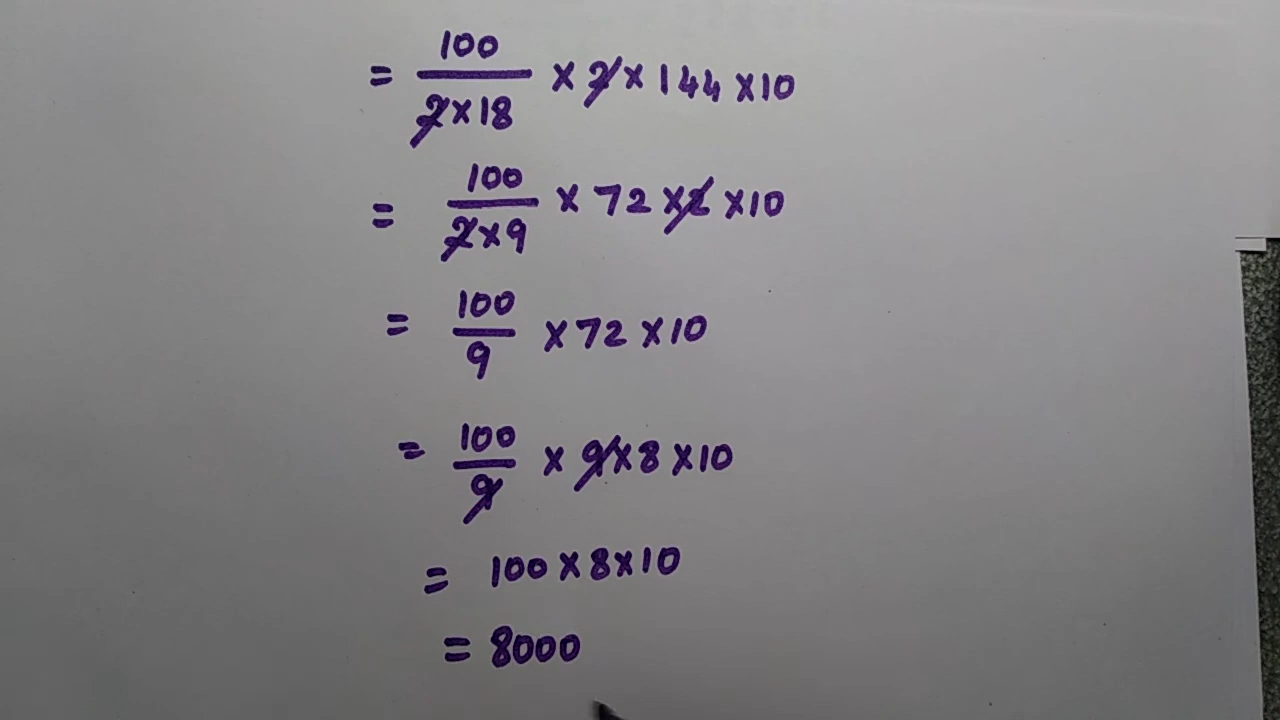 = 100/(2×18) × 2 × 144 × 10
= 100/(2×9) × 72 × 2 × 10
= 100/9 × 72 × 10
= 100/9 × 9 × 8 × 10
= 100 × 8 × 10
= 8000